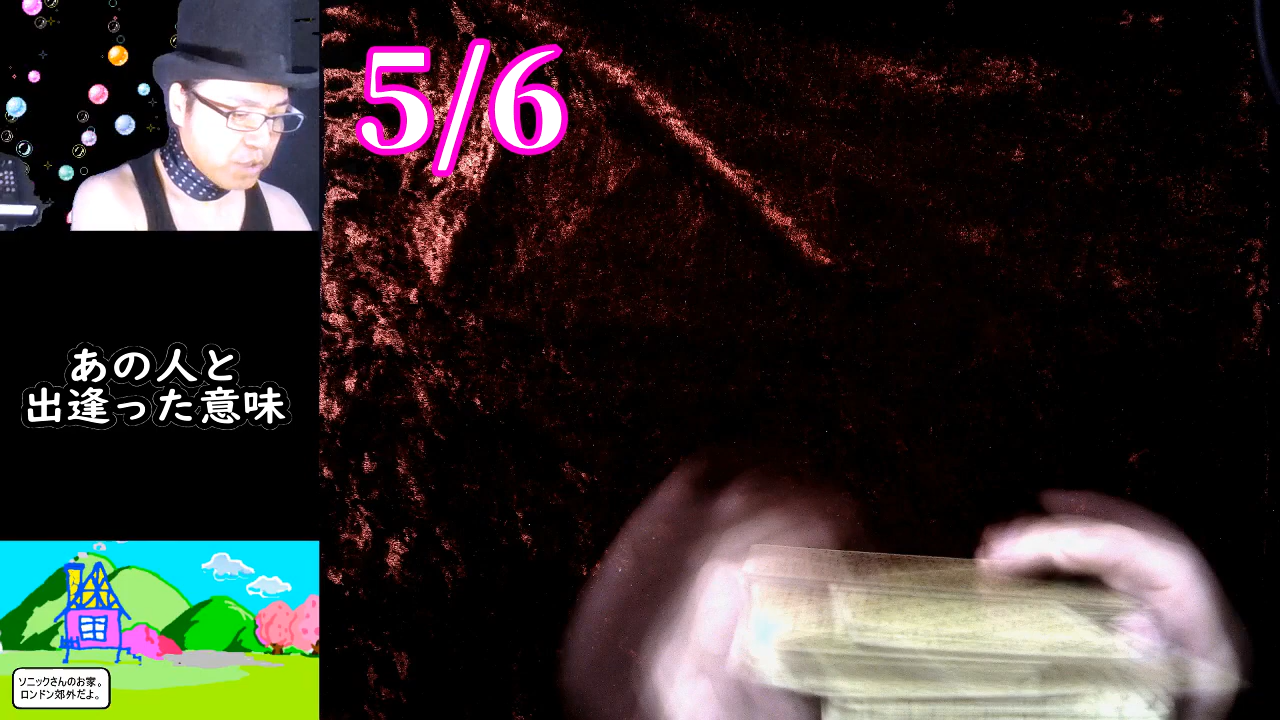 5/6
あの人と
出逢った意味
ソニックさんのお家。
ロンドン郊外だよ。